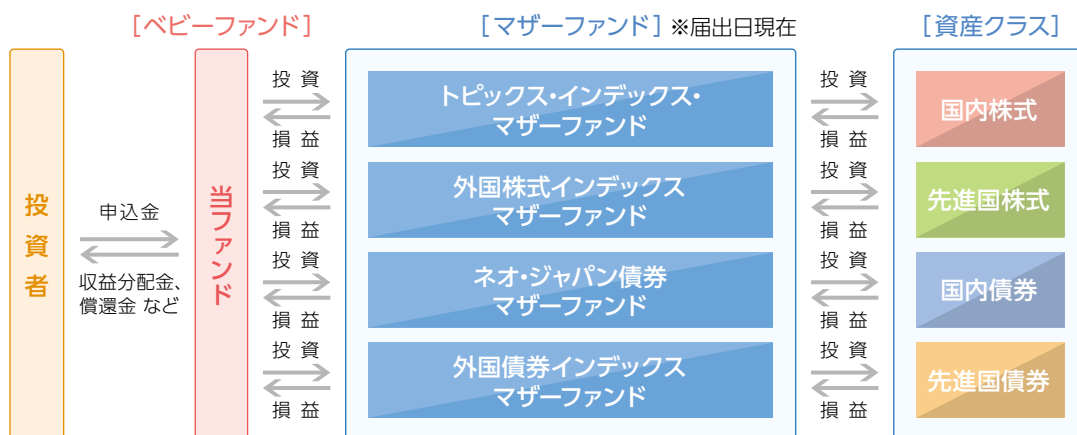 ［ベビーファンド］
［マザーファンド］※届出日現在
［資産クラス］
投資者
申込金
収益分配金、
償還金 など
当ファンド
投 資
損 益
投 資
損 益
投 資
損 益
投 資
損 益
トピックス・インデックス・
マザーファンド
外国株式インデックス
マザーファンド
ネオ・ジャパン債券
マザーファンド
外国債券インデックス
マザーファンド
投 資
損 益
投 資
損 益
投 資
損 益
投 資
損 益
国内株式
先進国株式
国内債券
先進国債券